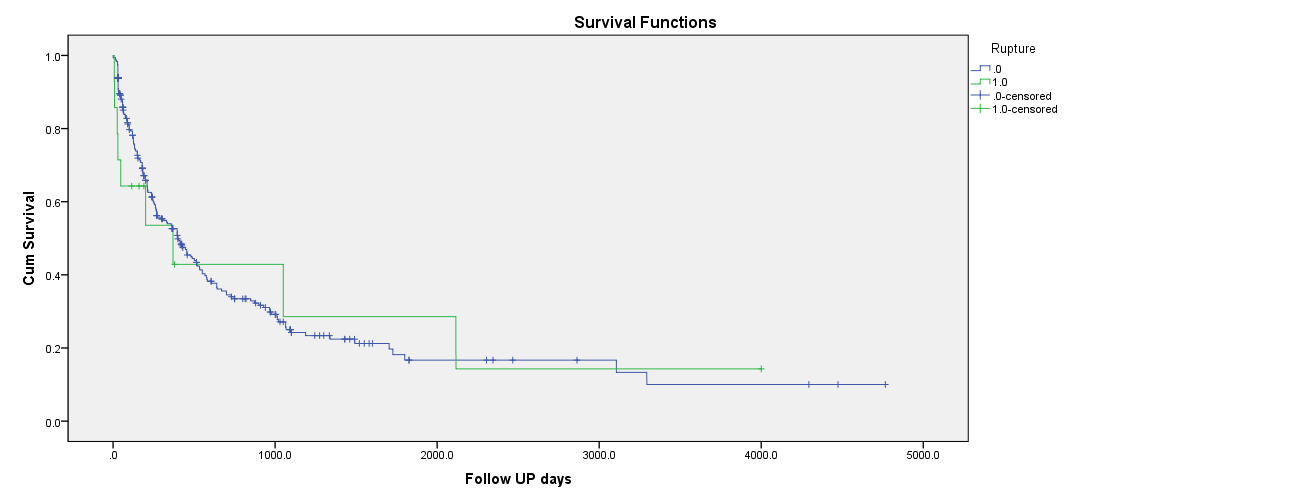 Survival Functions
Rupture
.0
1.0
.0-censored
1.0-censored
1.0
0.8
0.6
0.4
0.2
0.0
Cum Survival
.0 1000.0 2000.0 3000.0 4000.0 5000.0
Follow UP days